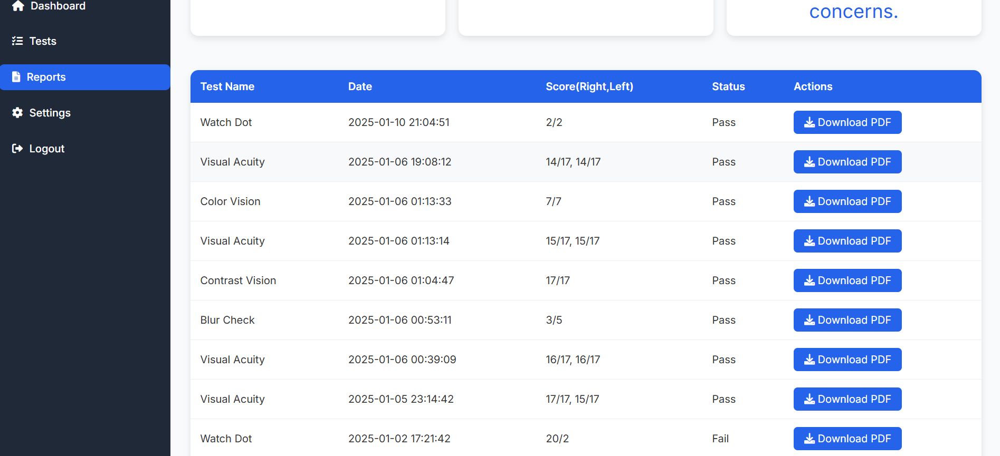 Dashboard
Tests
Reports
Settings
Logout
concerns.
Test Name Date Score(Right,Left) Status Actions
Watch Dot 2025-01-10 21:04:51 2/2 Pass Download PDF
Visual Acuity 2025-01-06 19:08:12 14/17, 14/17 Pass Download PDF
Color Vision 2025-01-06 01:13:33 7/7 Pass Download PDF
Visual Acuity 2025-01-06 01:13:14 15/17, 15/17 Pass Download PDF
Contrast Vision 2025-01-06 01:04:47 17/17 Pass Download PDF
Blur Check 2025-01-06 00:53:11 3/5 Pass Download PDF
Visual Acuity 2025-01-06 00:39:09 16/17, 16/17 Pass Download PDF
Visual Acuity 2025-01-05 23:14:42 17/17, 15/17 Pass Download PDF
Watch Dot 2025-01-02 17:21:42 20/2 Fail Download PDF